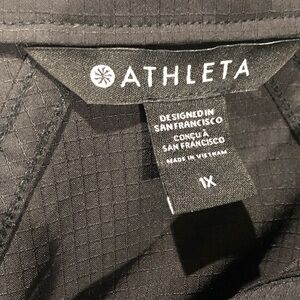 ATHLETA
DESIGNED IN
SAN FRANCISCO
CONÇU À
SAN FRANCISCO
MADE IN VIETNAM
1X